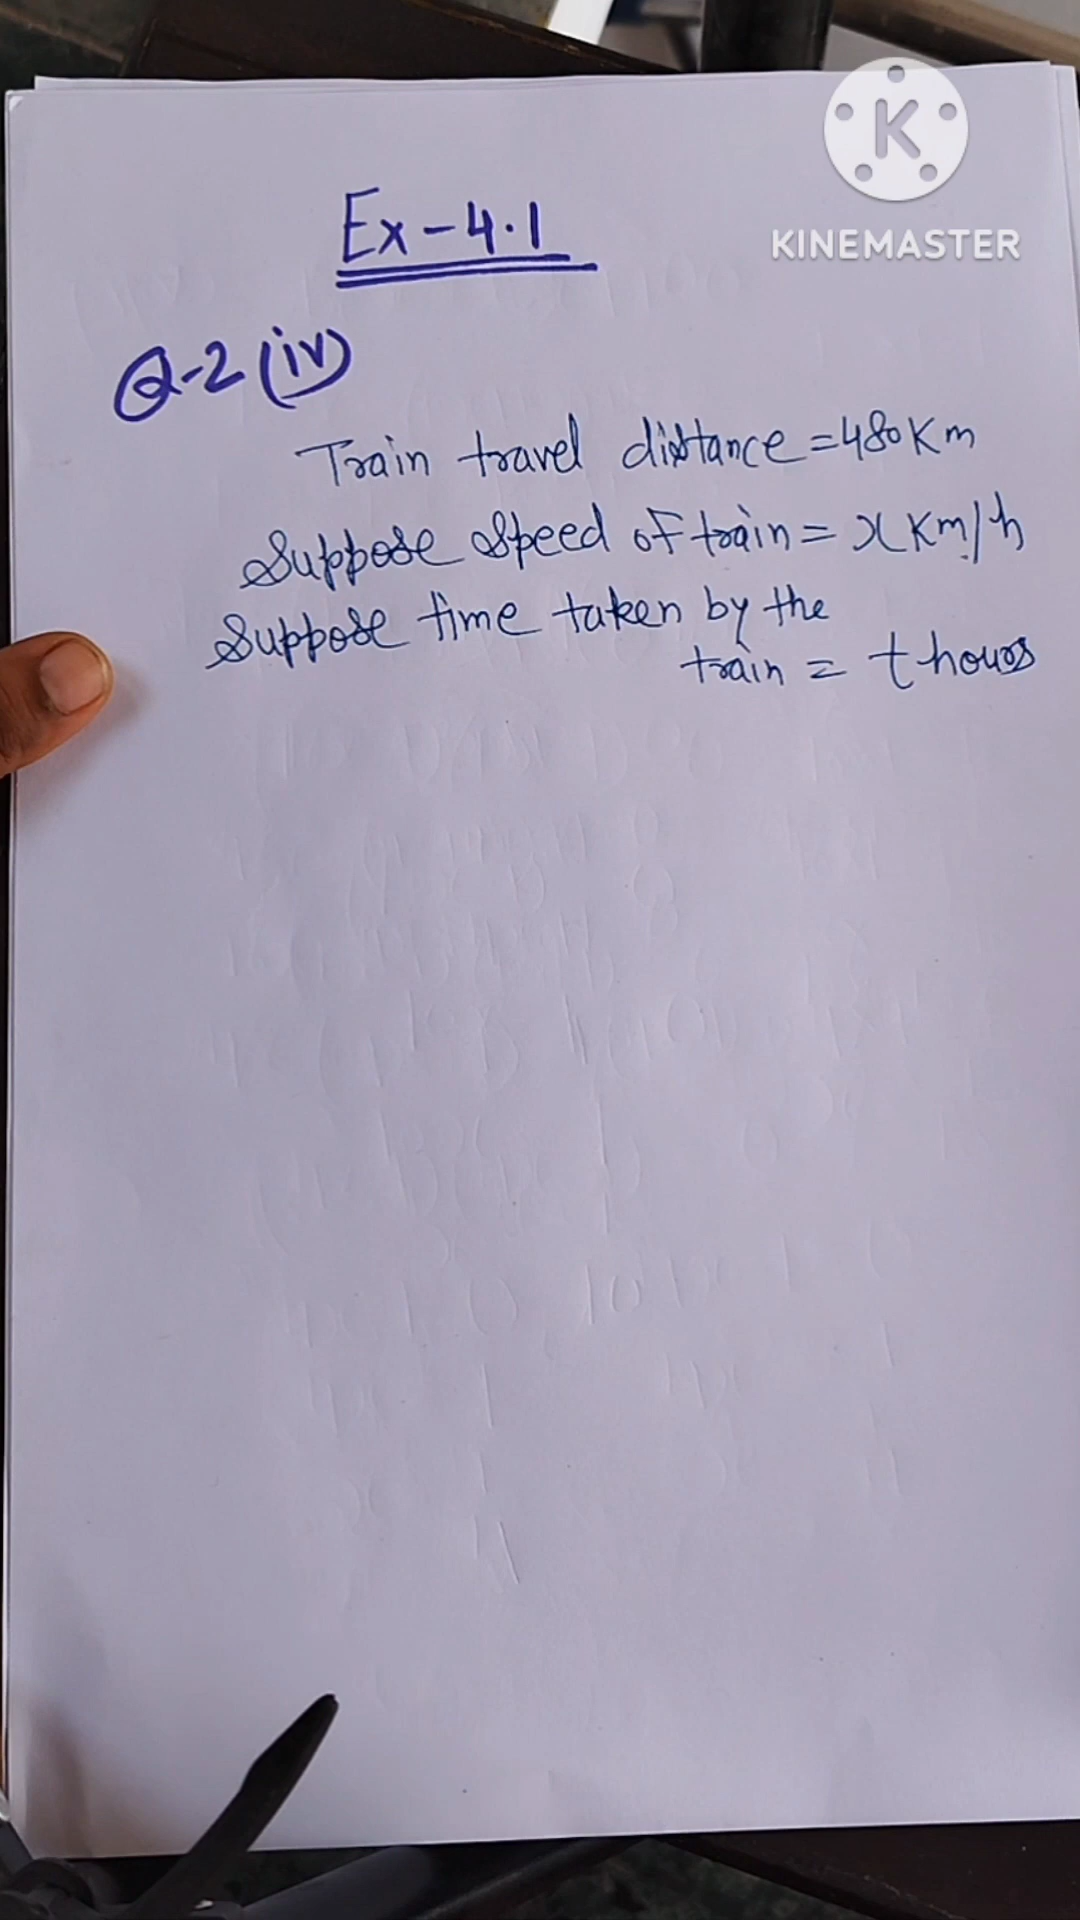 K
KINEMASTER
Ex-4.1
Q-2 (iv)
Train travel distance = 480 Km
Suppose Speed of train = x Km/h
Suppose time taken by the
train = t hours